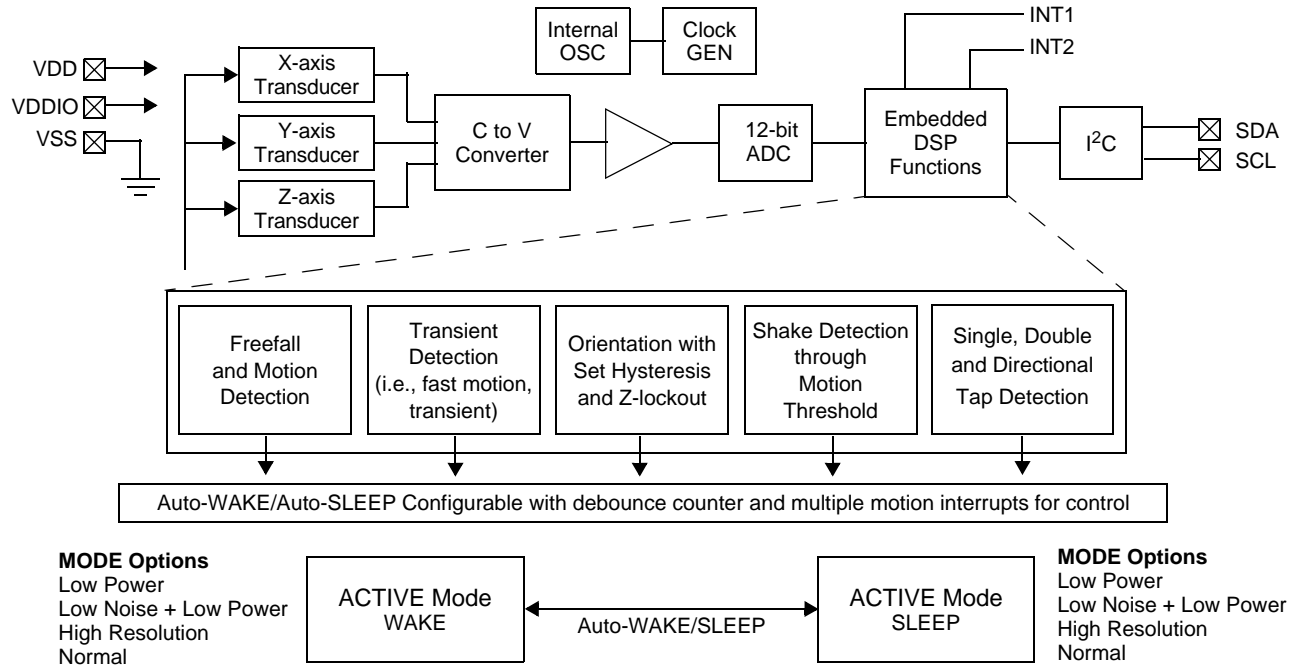 INT1
INT2
Internal
OSC
Clock
GEN
VDD
VDDIO
VSS
X-axis
Transducer
Y-axis
Transducer
Z-axis
Transducer
C to V
Converter
12-bit
ADC
Embedded
DSP
Functions
I²C
SDA
SCL
Freefall
and Motion
Detection
Transient
Detection
(i.e., fast motion,
transient)
Orientation with
Set Hysteresis
and Z-lockout
Shake Detection
through
Motion
Threshold
Single, Double
and Directional
Tap Detection
Auto-WAKE/Auto-SLEEP Configurable with debounce counter and multiple motion interrupts for control
MODE Options
Low Power
Low Noise + Low Power
High Resolution
Normal
ACTIVE Mode
WAKE
Auto-WAKE/SLEEP
ACTIVE Mode
SLEEP
MODE Options
Low Power
Low Noise + Low Power
High Resolution
Normal